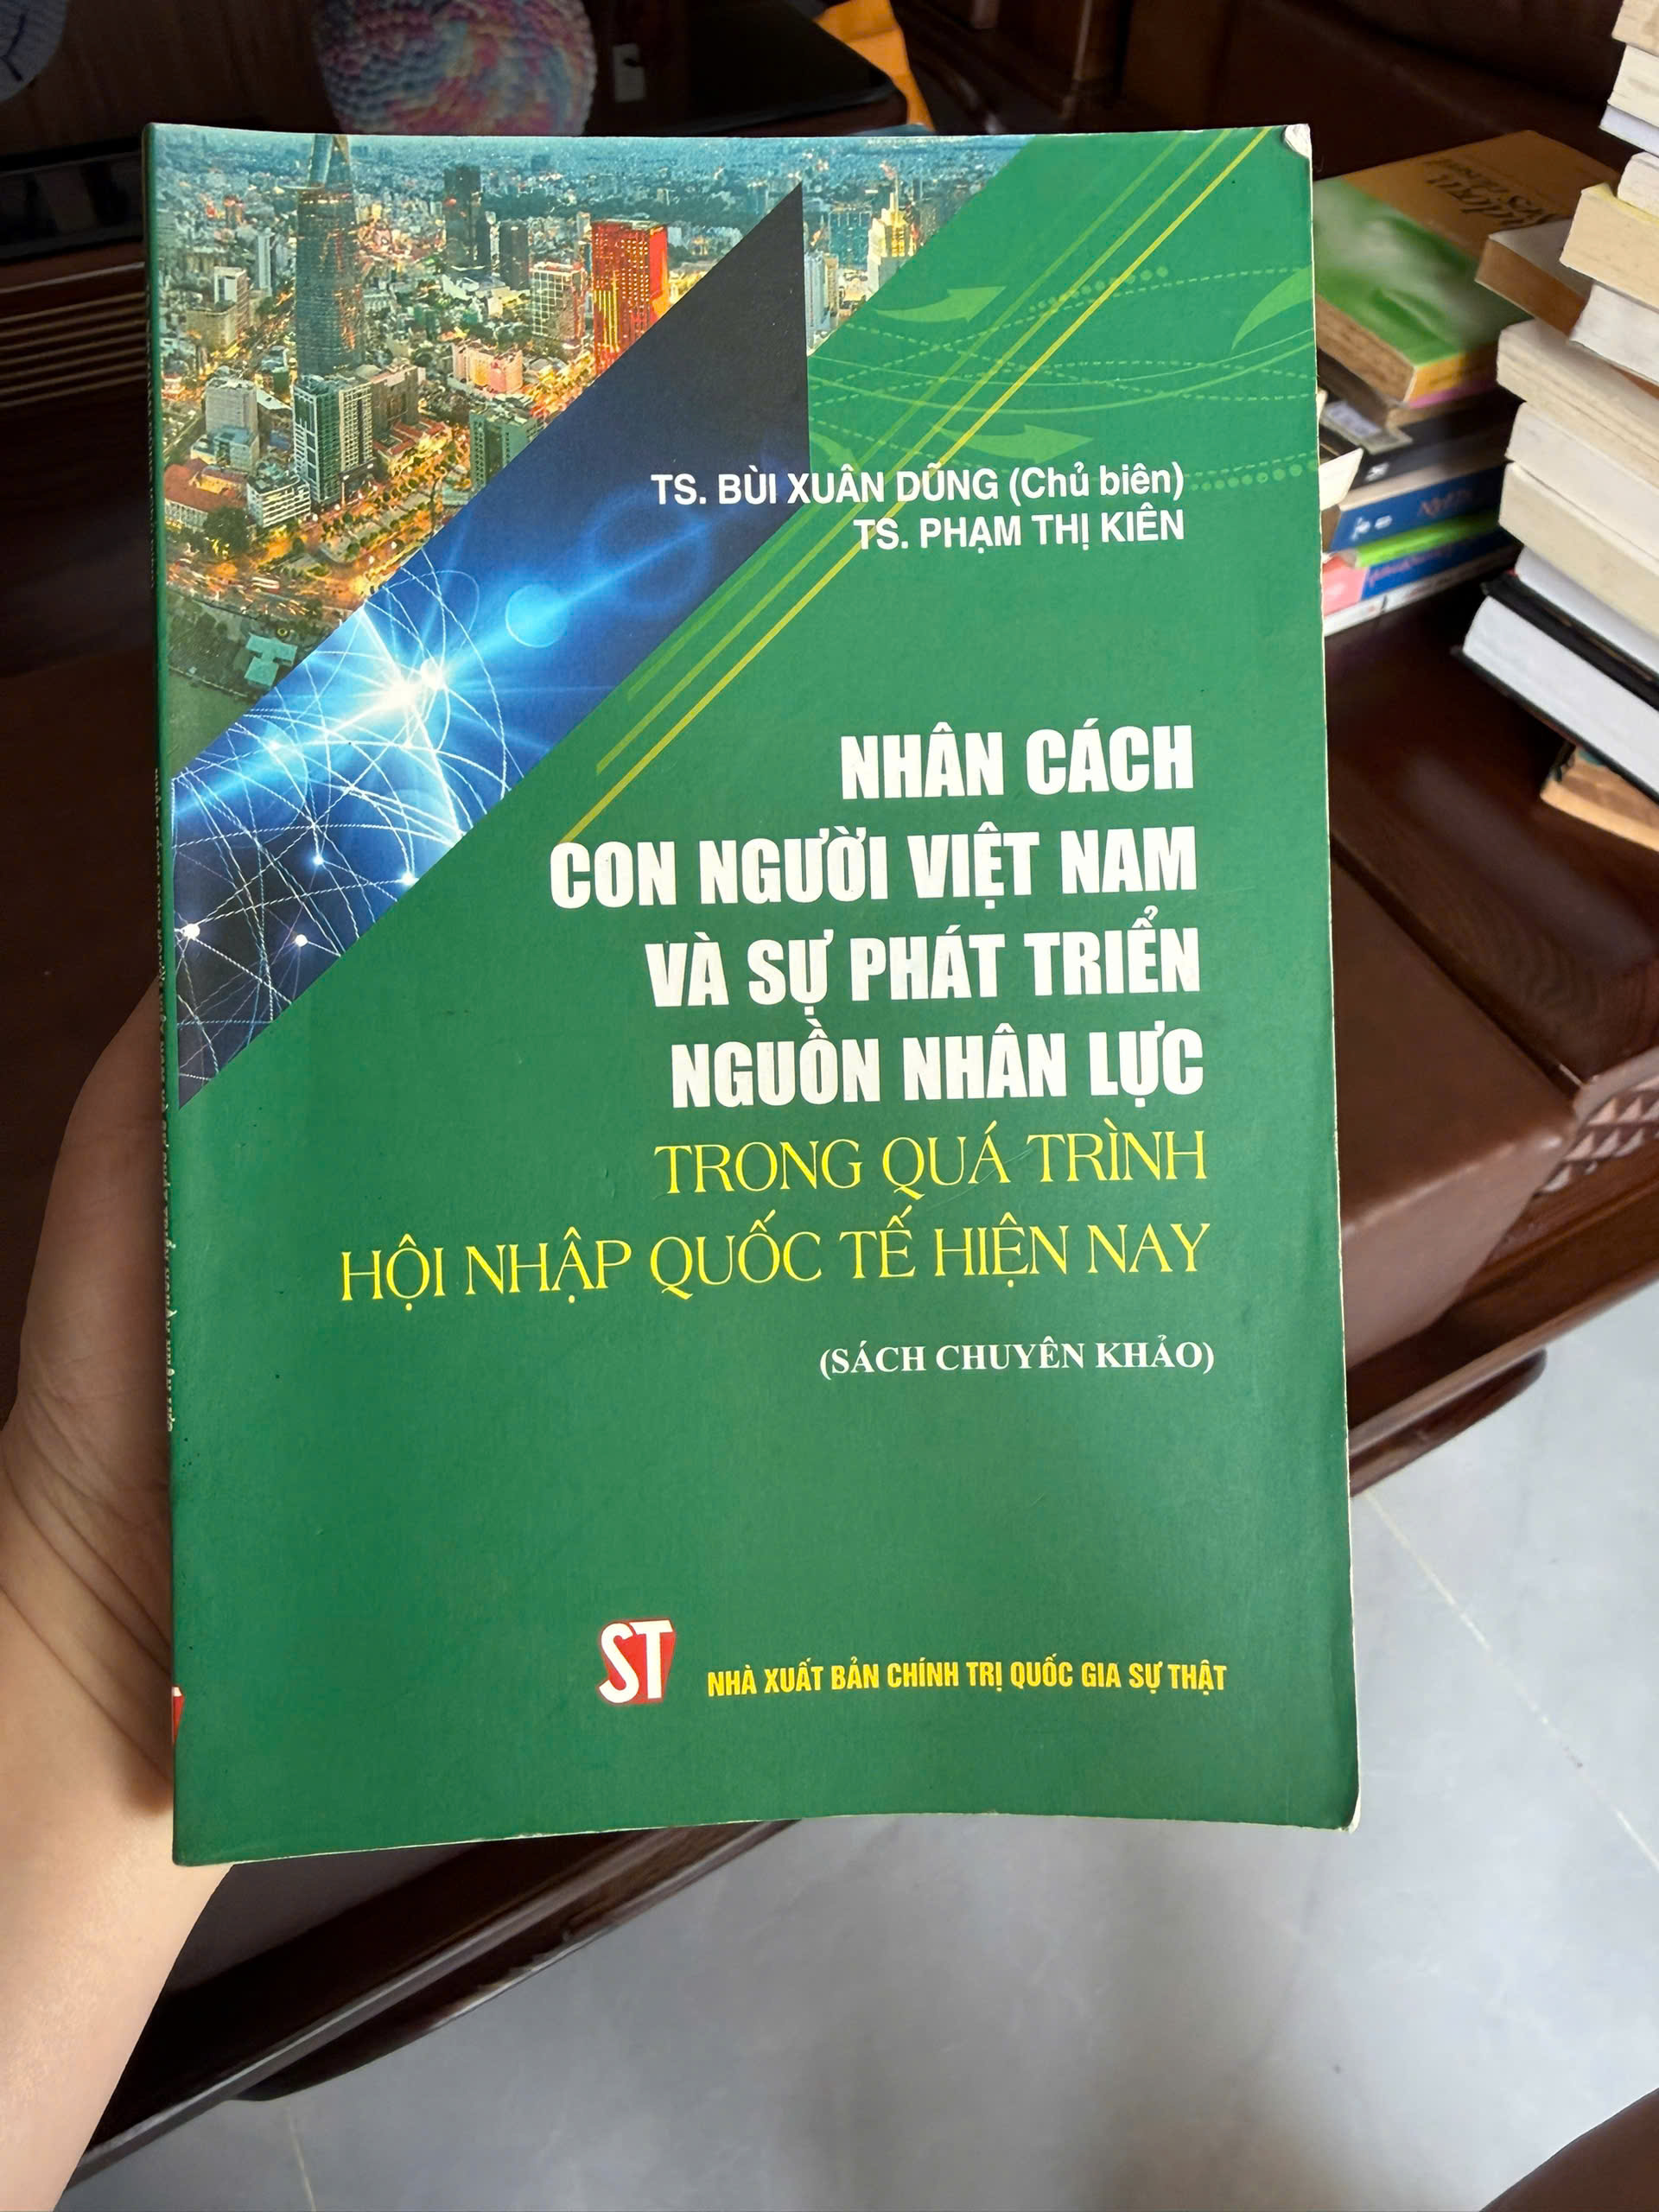 TS. BÙI XUÂN DŨNG (Chủ biên)
TS. PHẠM THỊ KIÊN
NHÂN CÁCH
CON NGƯỜI VIỆT NAM
VÀ SỰ PHÁT TRIỂN
NGUỒN NHÂN LỰC
TRONG QUÁ TRÌNH
HỘI NHẬP QUỐC TẾ HIỆN NAY
(SÁCH CHUYÊN KHẢO)
ST
NHÀ XUẤT BẢN CHÍNH TRỊ QUỐC GIA SỰ THẬT